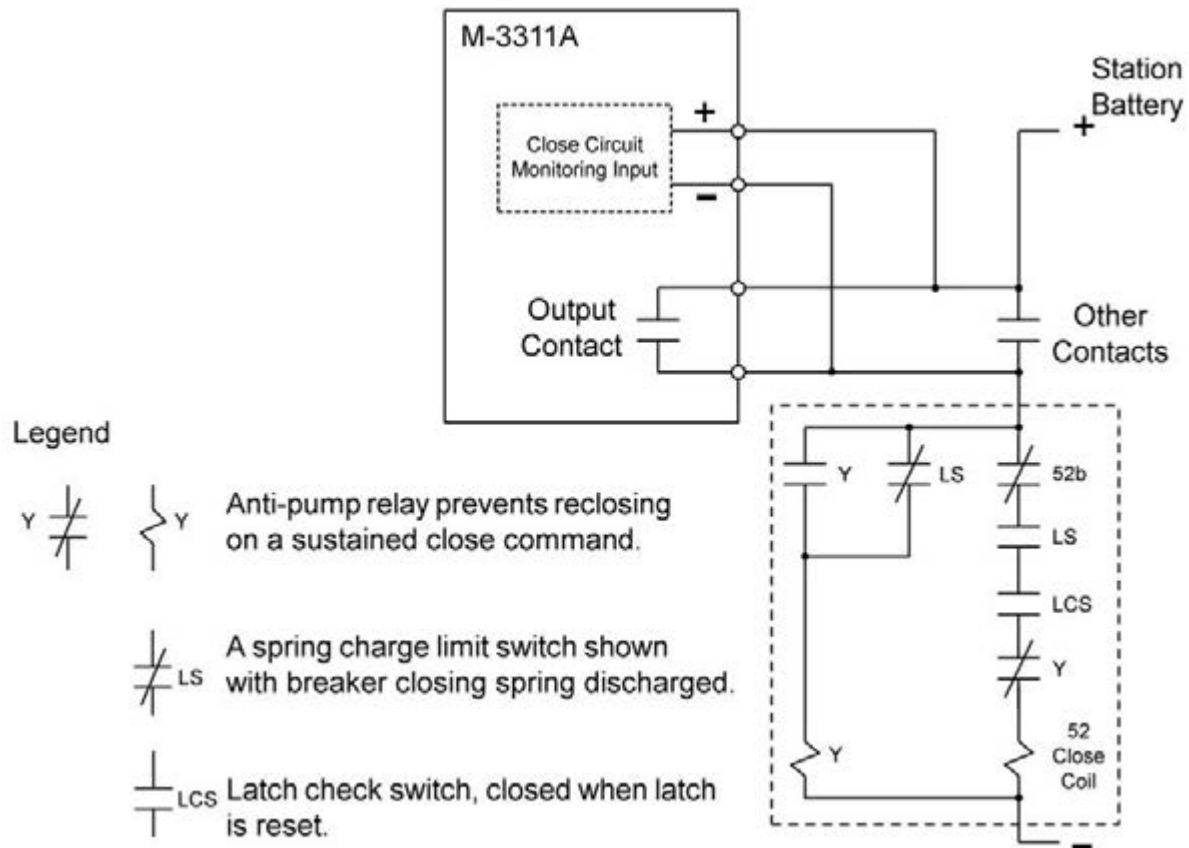 M-3311A
Close Circuit
Monitoring Input
+
-
Station
Battery
+
Output
Contact
Other
Contacts
Y
LS
52b
LS
LCS
Y
Y
52
Close
Coil
-
Legend
Y
Y
Anti-pump relay prevents reclosing
on a sustained close command.
LS
A spring charge limit switch shown
with breaker closing spring discharged.
LCS
Latch check switch, closed when latch
is reset.